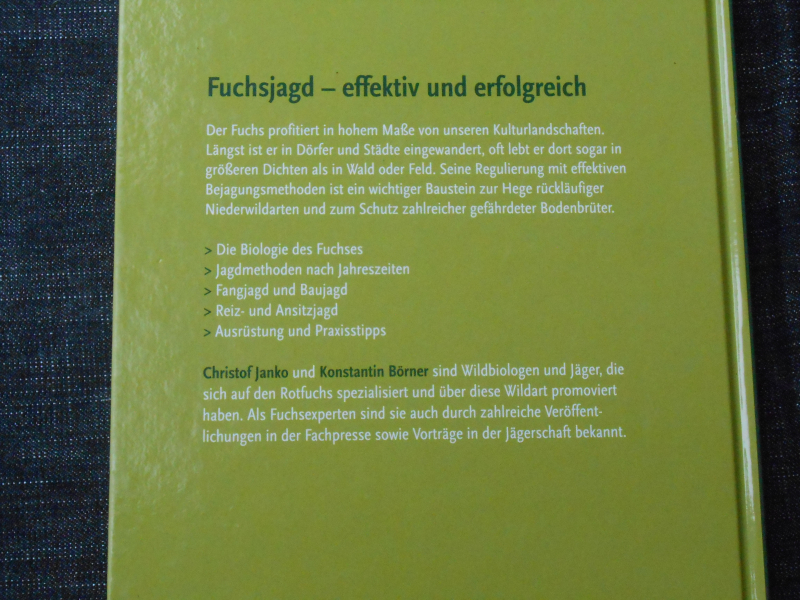 Fuchsjagd – effektiv und erfolgreich
Der Fuchs profitiert in hohem Maße von unseren Kulturlandschaften.
Längst ist er in Dörfer und Städte eingewandert, oft lebt er dort sogar in
größeren Dichten als in Wald oder Feld. Seine Regulierung mit effektiven
Bejagungsmethoden ist ein wichtiger Baustein zur Hege rückläufiger
Niederwildarten und zum Schutz zahlreicher gefährdeter Bodenbrüter.
> Die Biologie des Fuchses
> Jagdmethoden nach Jahreszeiten
> Fangjagd und Baujagd
> Reiz- und Ansitzjagd
> Ausrüstung und Praxisstipps
Christof Janko und Konstantin Börner sind Wildbiologen und Jäger, die
sich auf den Rotfuchs spezialisiert und über diese Wildart promoviert
haben. Als Fuchsexperten sind sie auch durch zahlreiche Veröffent-
lichungen in der Fachpresse sowie Vorträge in der Jägerschaft bekannt.